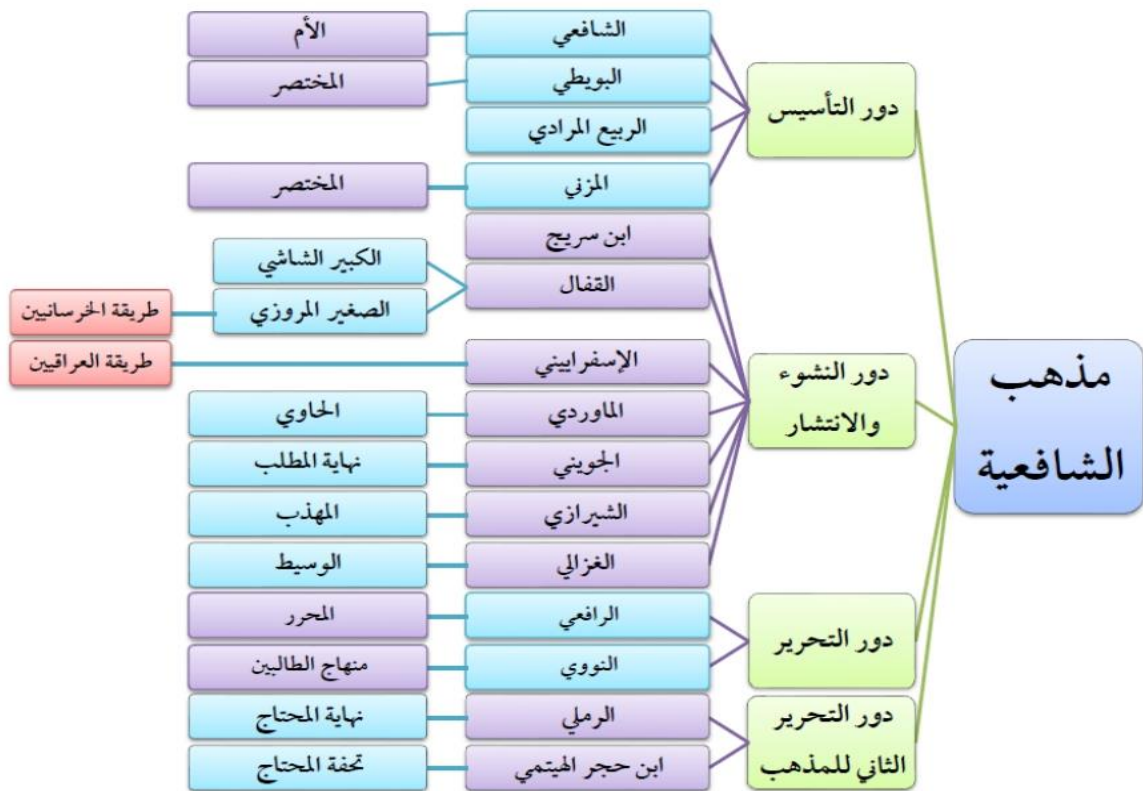 مذهب
الشافعية
دور التأسيس
الشافعي
الأم
البويطي
المختصر
الربيع المرادي
المزني
المختصر
دور النشوء
والانتشار
ابن سريج
القفال
الكبير الشاشي
الصغير المروزي
طريقة الخرسانيين
الإسفراييني
طريقة العراقيين
الماوردي
الحاوي
الجويني
نهاية المطلب
الشيرازي
المهذب
الغزالي
الوسيط
دور التحرير
الرافعي
المحرر
النووي
منهاج الطالبين
دور التحرير
الثاني للمذهب
الرملي
نهاية المحتاج
ابن حجر الهيتمي
تحفة المحتاج